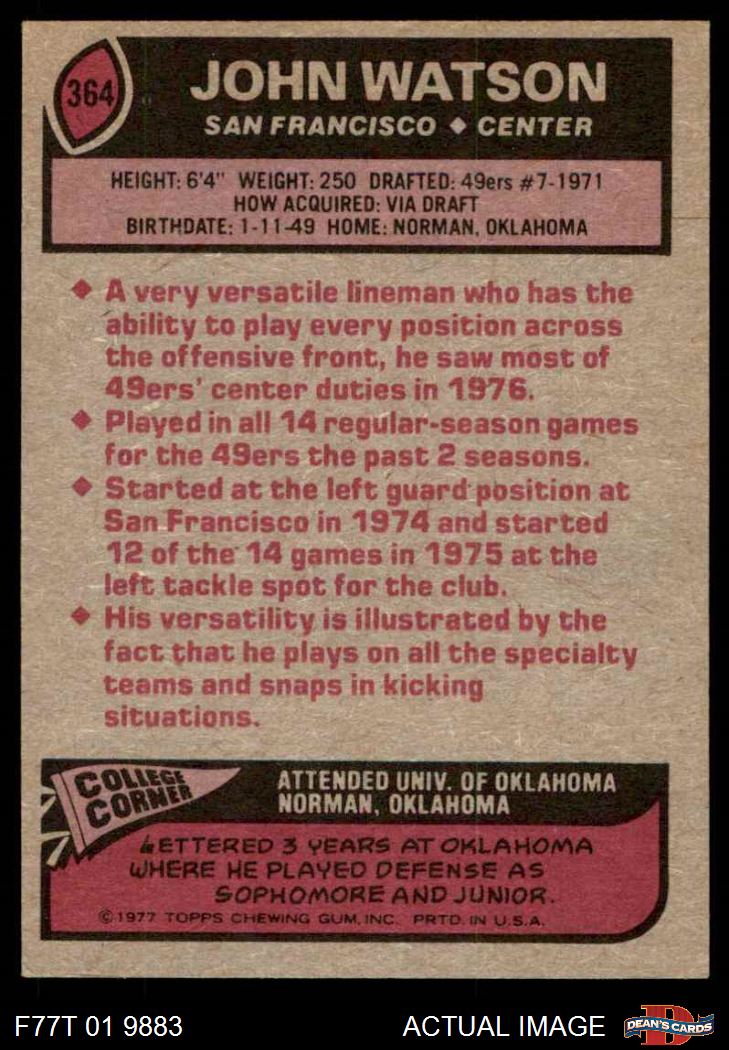 364
JOHN WATSON
SAN FRANCISCO ♦ CENTER
HEIGHT: 6'4" WEIGHT: 250 DRAFTED: 49ers #7-1971
HOW ACQUIRED: VIA DRAFT
BIRTHDATE: 1-11-49 HOME: NORMAN, OKLAHOMA
♦ A very versatile lineman who has the
ability to play every position across
the offensive front, he saw most of
49ers' center duties in 1976.
♦ Played in all 14 regular-season games
for the 49ers the past 2 seasons.
♦ Started at the left guard position at
San Francisco in 1974 and started
12 of the 14 games in 1975 at the
left tackle spot for the club.
♦ His versatility is illustrated by the
fact that he plays on all the specialty
teams and snaps in kicking
situations.
COLLEGE
CORNER
ATTENDED UNIV. OF OKLAHOMA
NORMAN, OKLAHOMA
LETTERED 3 YEARS AT OKLAHOMA
WHERE HE PLAYED DEFENSE AS
SOPHOMORE AND JUNIOR.
©1977 TOPPS CHEWING GUM, INC. PRTD. IN U.S.A.
F77T 01 9883
ACTUAL IMAGE
DEAN'S CARDS